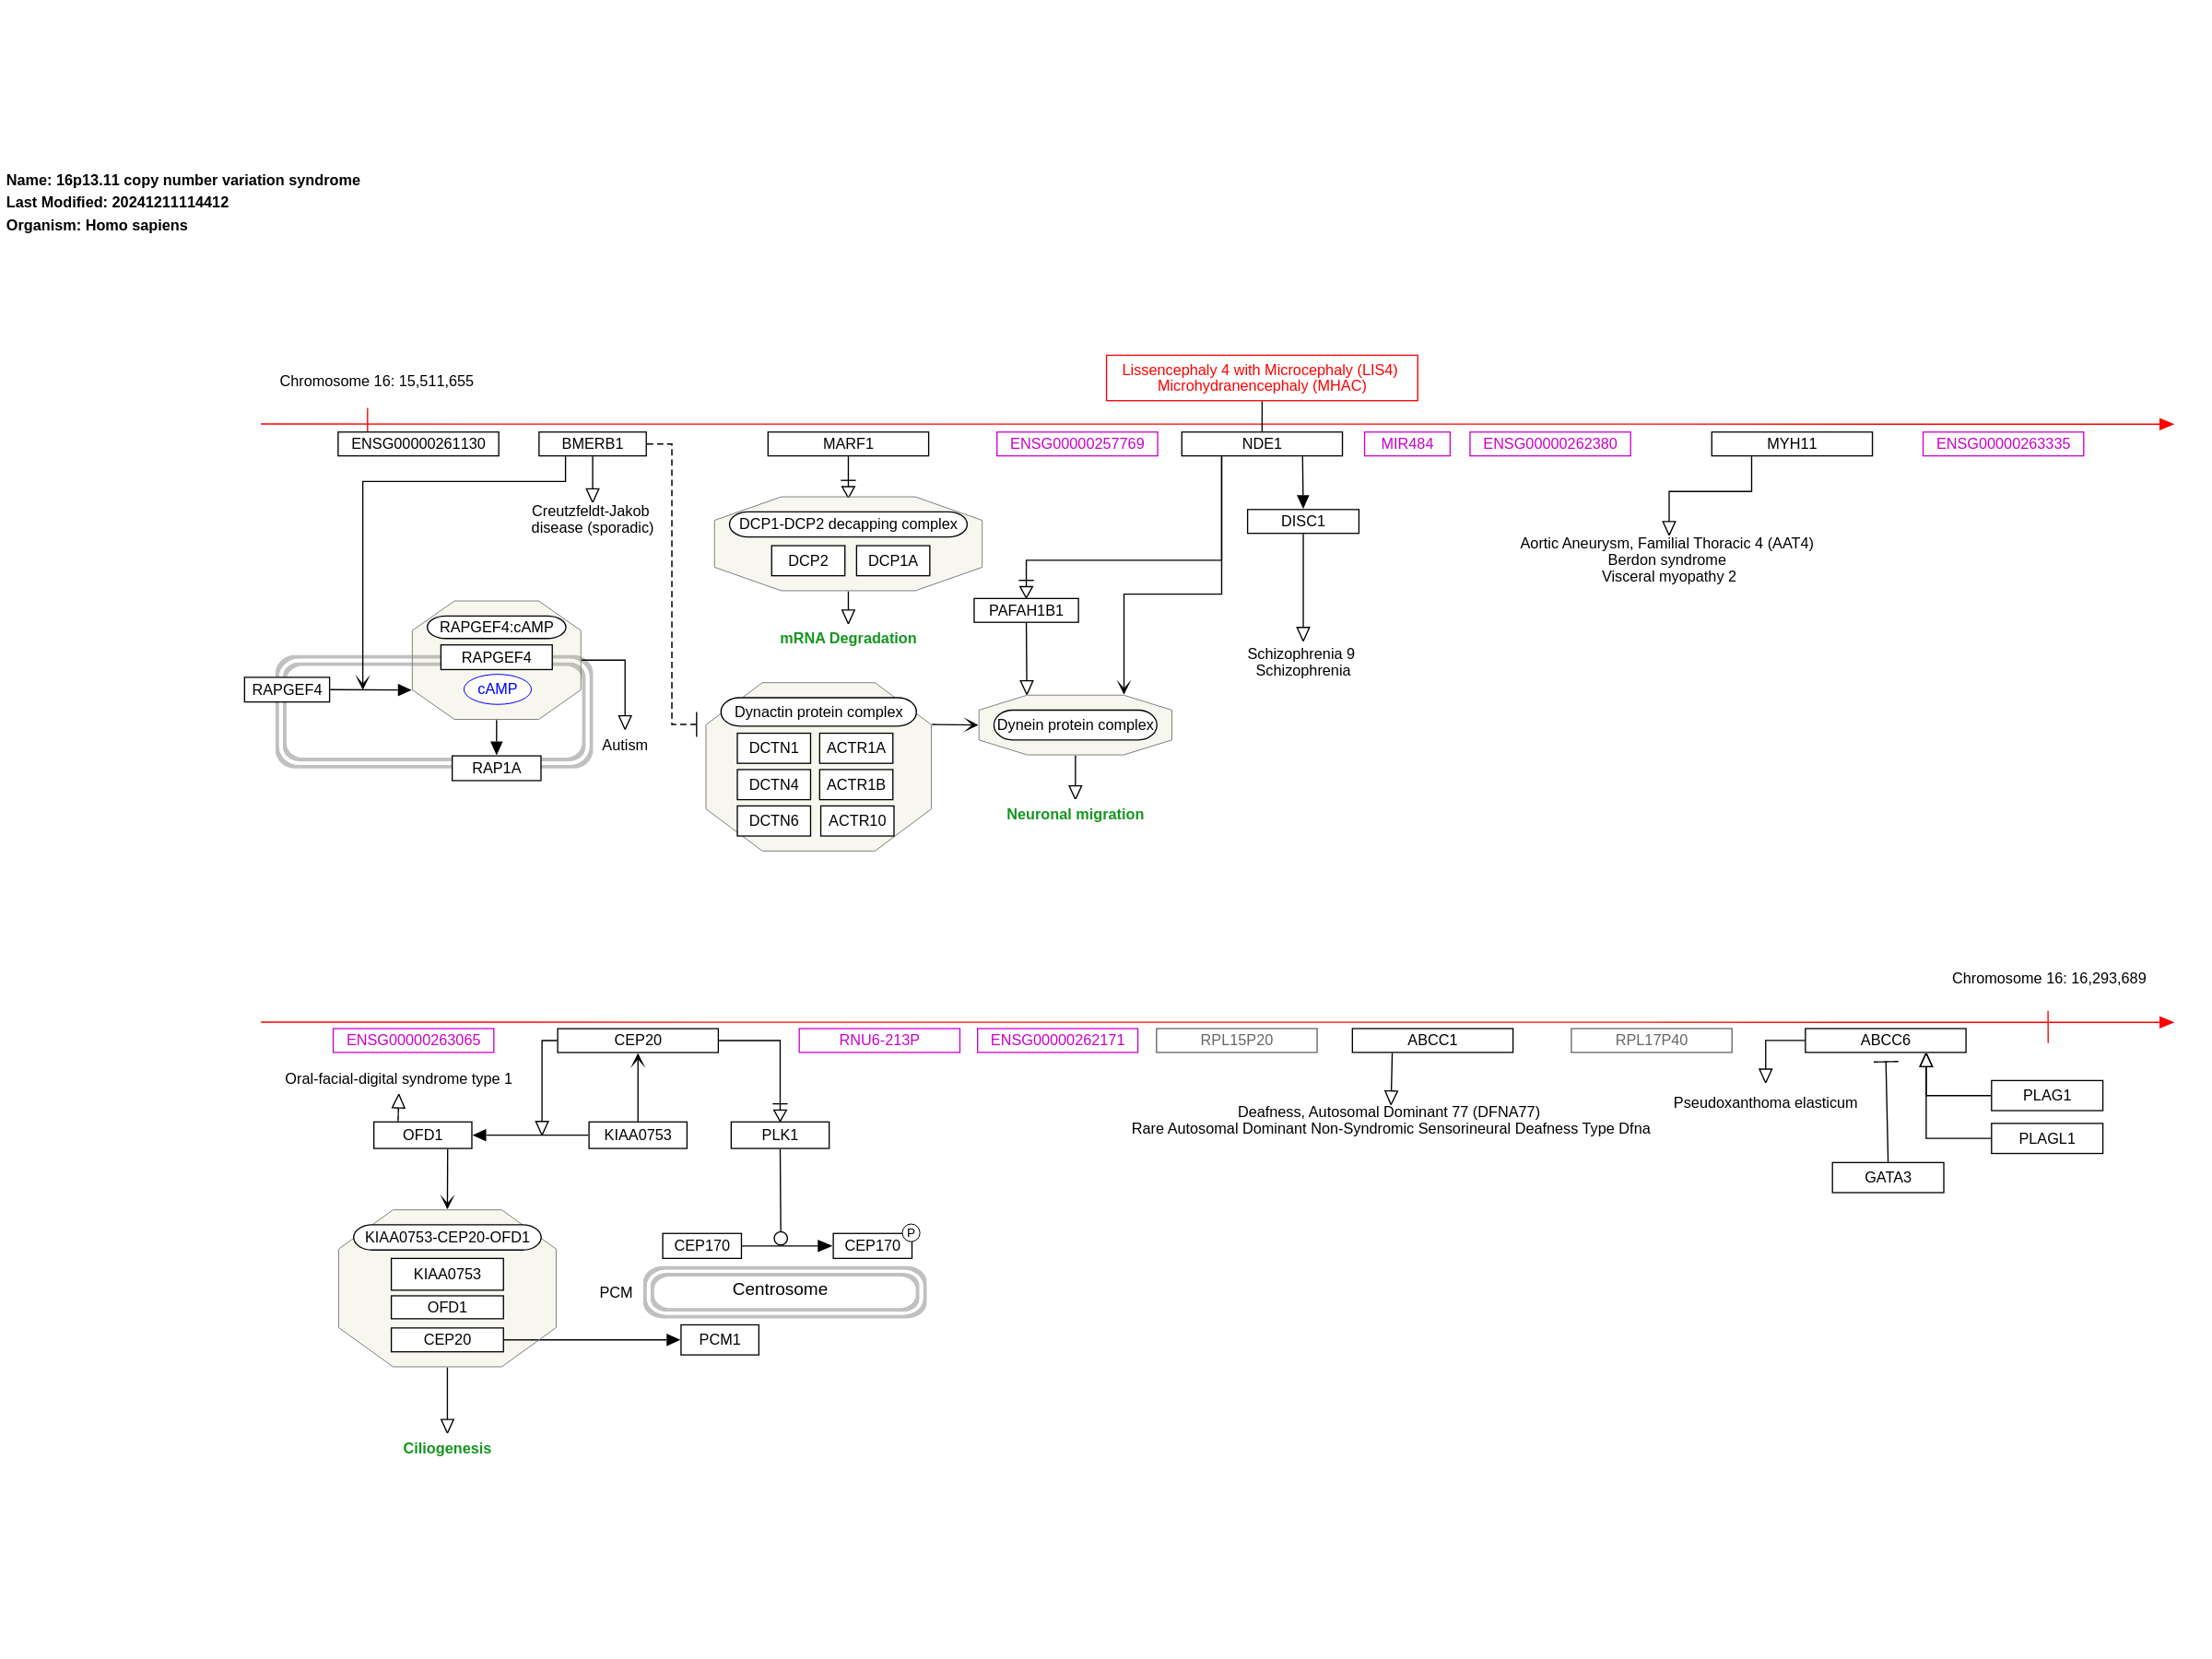 Name: 16p13.11 copy number variation syndrome
Last Modified: 20241211114412
Organism: Homo sapiens
Chromosome 16: 15,511,655
Lissencephaly 4 with Microcephaly (LIS4)
Microhydranencephaly (MHAC)
ENSG00000261130
BMERB1
MARF1
ENSG00000257769
NDE1
MIR484
ENSG00000262380
MYH11
ENSG00000263335
Creutzfeldt-Jakob
disease (sporadic)
DCP1-DCP2 decapping complex
DCP2
DCP1A
mRNA Degradation
DISC1
Aortic Aneurysm, Familial Thoracic 4 (AAT4)
Berdon syndrome
Visceral myopathy 2
PAFAH1B1
Schizophrenia 9
Schizophrenia
RAPGEF4:cAMP
RAPGEF4
cAMP
RAPGEF4
RAP1A
Autism
Dynactin protein complex
DCTN1
ACTR1A
DCTN4
ACTR1B
DCTN6
ACTR10
Dynein protein complex
Neuronal migration
Chromosome 16: 16,293,689
ENSG00000263065
CEP20
RNU6-213P
ENSG00000262171
RPL15P20
ABCC1
RPL17P40
ABCC6
Oral-facial-digital syndrome type 1
OFD1
KIAA0753
PLK1
Deafness, Autosomal Dominant 77 (DFNA77)
Rare Autosomal Dominant Non-Syndromic Sensorineural Deafness Type Dfna
Pseudoxanthoma elasticum
PLAG1
PLAGL1
GATA3
KIAA0753-CEP20-OFD1
KIAA0753
OFD1
CEP20
CEP170
CEP170
P
PCM
Centrosome
PCM1
Ciliogenesis